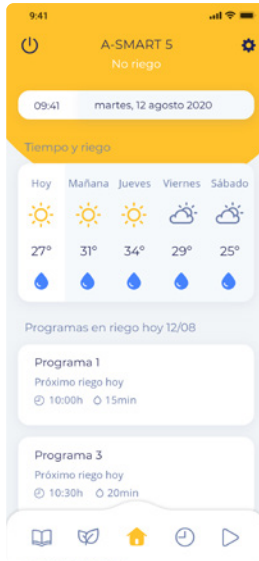 9:41
A-SMART 5
No riego
09:41 martes, 12 agosto 2020
Tiempo y riego
Hoy Mañana Jueves Viernes Sábado
27° 31° 34° 29° 25°
Programas en riego hoy 12/08
Programa 1
Próximo riego hoy
10:00h 15min
Programa 3
Próximo riego hoy
10:30h 20min